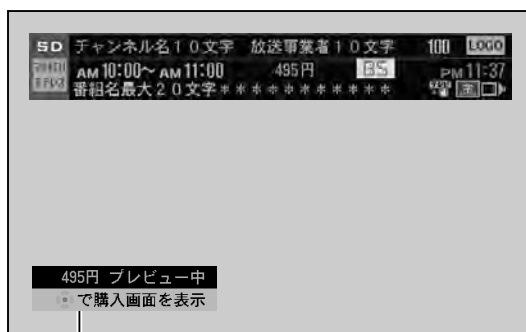 SD チャンネル名10文字 放送事業者10文字 100 LOGO
AM 10:00~ AM 11:00 495円 BS PM 11:37
番組名最大20文字***********
495円 プレビュー中
で購入画面を表示